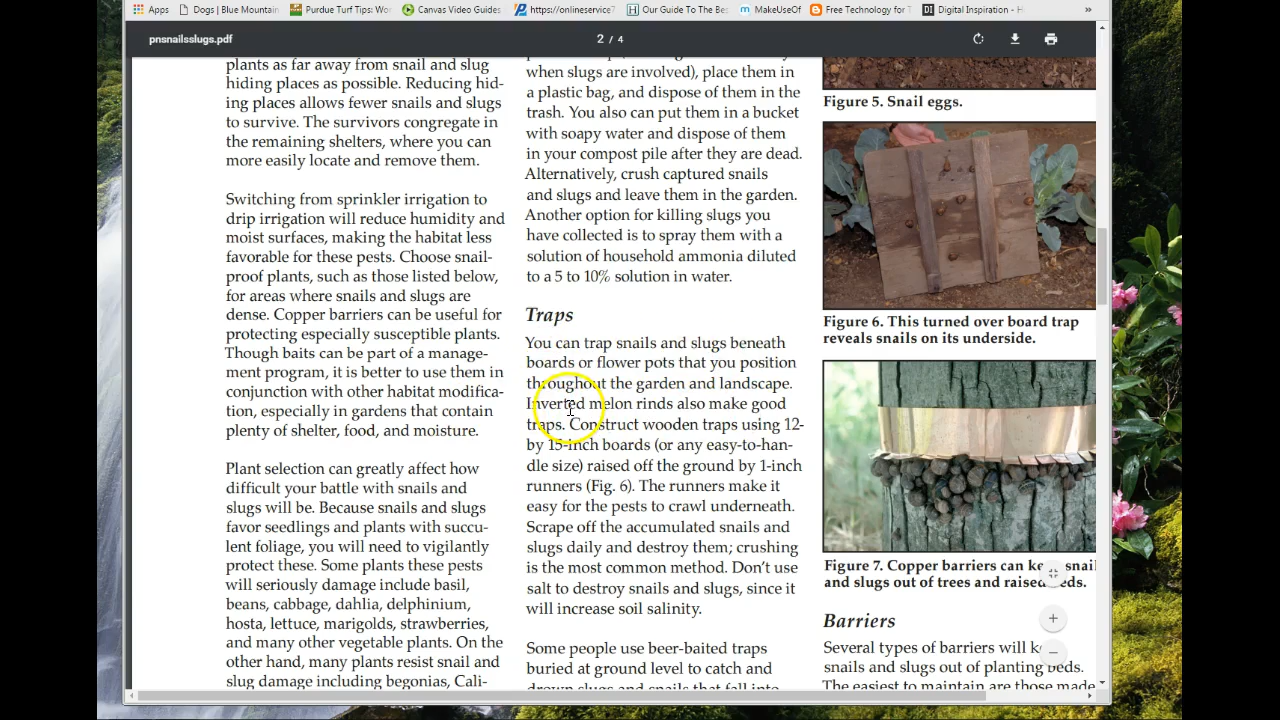 Apps
Dogs | Blue Mountain
Purdue Turf Tips: Wor
Canvas Video Guides
https://onlineservice7
Our Guide To The Bes
MakeUseOf
Free Technology for T
Digital Inspiration - H
»
pnsnailsslugs.pdf
2 / 4
plants as far away from snail and slug
hiding places as possible. Reducing hid-
ing places allows fewer snails and slugs
to survive. The survivors congregate in
the remaining shelters, where you can
more easily locate and remove them.
Switching from sprinkler irrigation to
drip irrigation will reduce humidity and
moist surfaces, making the habitat less
favorable for these pests. Choose snail-
proof plants, such as those listed below,
for areas where snails and slugs are
dense. Copper barriers can be useful for
protecting especially susceptible plants.
Though baits can be part of a manage-
ment program, it is better to use them in
conjunction with other habitat modifica-
tion, especially in gardens that contain
plenty of shelter, food, and moisture.
Plant selection can greatly affect how
difficult your battle with snails and
slugs will be. Because snails and slugs
favor seedlings and plants with succu-
lent foliage, you will need to vigilantly
protect these. Some plants these pests
will seriously damage include basil,
beans, cabbage, dahlia, delphinium,
hosta, lettuce, marigolds, strawberries,
and many other vegetable plants. On the
other hand, many plants resist snail and
slug damage including begonias, Cali-
when slugs are involved), place them in
a plastic bag, and dispose of them in the
trash. You also can put them in a bucket
with soapy water and dispose of them
in your compost pile after they are dead.
Alternatively, crush captured snails
and slugs and leave them in the garden.
Another option for killing slugs you
have collected is to spray them with a
solution of household ammonia diluted
to a 5 to 10% solution in water.
Traps
You can trap snails and slugs beneath
boards or flower pots that you position
throughout the garden and landscape.
Inverted melon rinds also make good
traps. Construct wooden traps using 12-
by 15-inch boards (or any easy-to-han-
dle size) raised off the ground by 1-inch
runners (Fig. 6). The runners make it
easy for the pests to crawl underneath.
Scrape off the accumulated snails and
slugs daily and destroy them; crushing
is the most common method. Don't use
salt to destroy snails and slugs, since it
will increase soil salinity.
Some people use beer-baited traps
buried at ground level to catch and
drown slugs and snails that fall into
Figure 5. Snail eggs.
Figure 6. This turned over board trap
reveals snails on its underside.
Figure 7. Copper barriers can ke snai
and slugs out of trees and raised beds.
Barriers
Several types of barriers will k
snails and slugs out of planting beds.
The easiest to maintain are those made